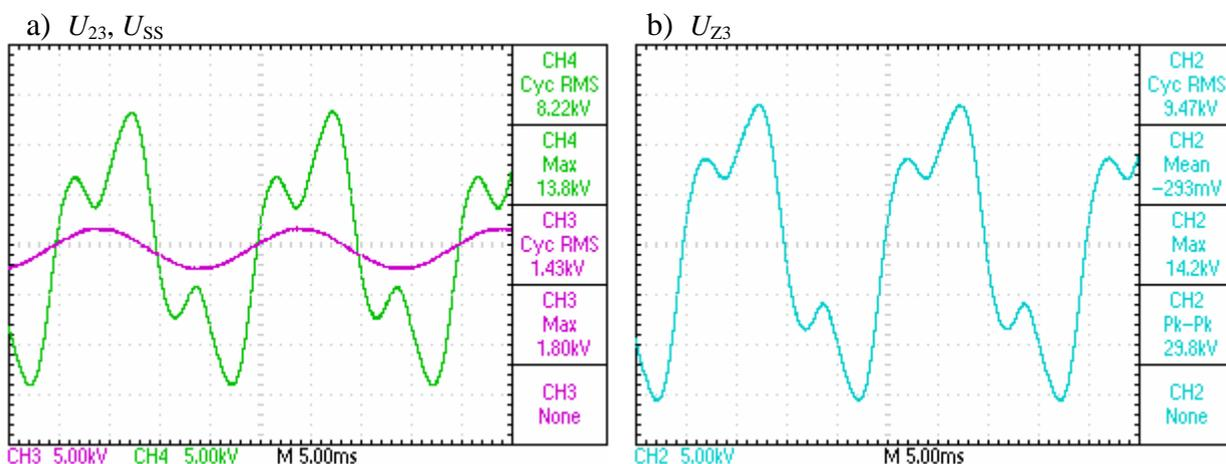 a) U23, USS
CH4
Cyc RMS
8.22kV
CH4
Max
13.8kV
CH3
Cyc RMS
1.43kV
CH3
Max
1.80kV
CH3
None
CH3 5.00kV CH4 5.00kV M 5.00ms
b) UZ3
CH2
Cyc RMS
9.47kV
CH2
Mean
-293mV
CH2
Max
14.2kV
CH2
Pk-Pk
29.8kV
CH2
None
CH2 5.00kV M 5.00ms